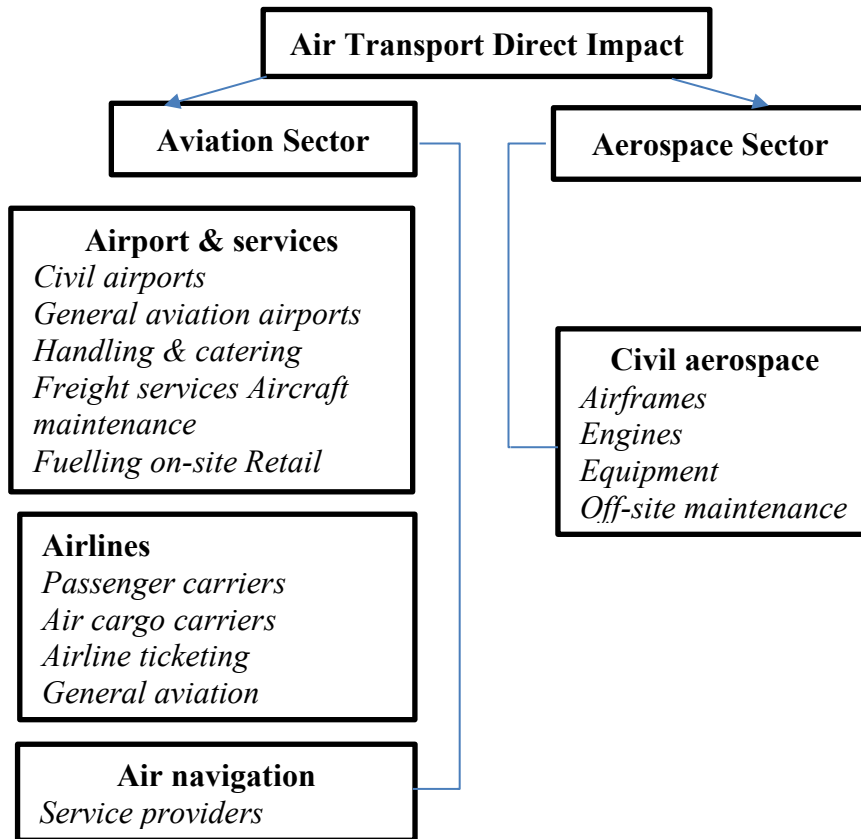 Air Transport Direct Impact
Aviation Sector
Aerospace Sector
Airport & services
Civil airports
General aviation airports
Handling & catering
Freight services Aircraft
maintenance
Fuelling on-site Retail
Civil aerospace
Airframes
Engines
Equipment
Off-site maintenance
Airlines
Passenger carriers
Air cargo carriers
Airline ticketing
General aviation
Air navigation
Service providers